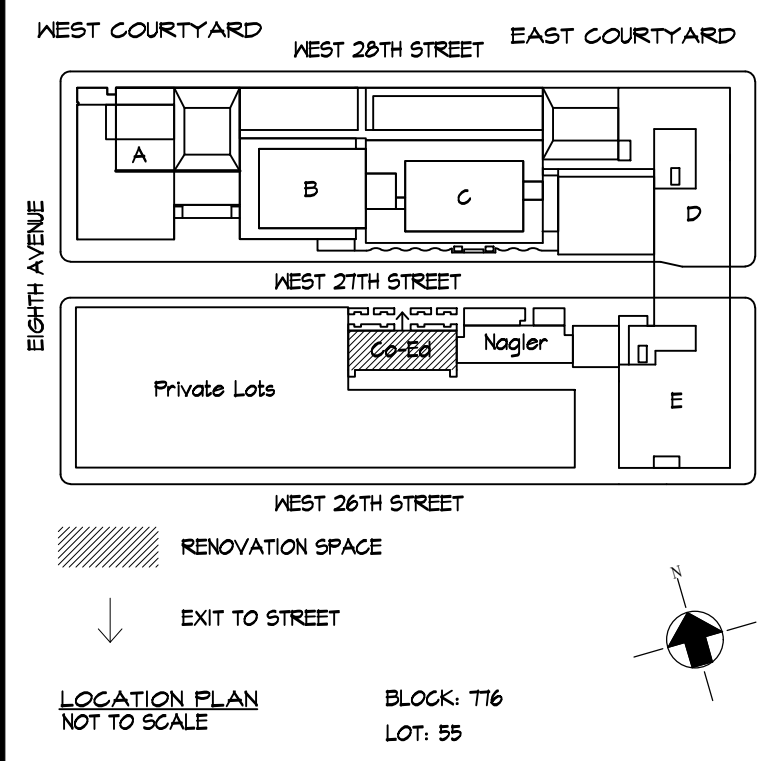 WEST COURTYARD
EAST COURTYARD
WEST 28TH STREET
A
B
C
D
EIGHTH AVENUE
WEST 27TH STREET
Co-Ed
Nagler
Private Lots
E
WEST 26TH STREET
RENOVATION SPACE
EXIT TO STREET
N
LOCATION PLAN
NOT TO SCALE
BLOCK: 776
LOT: 55